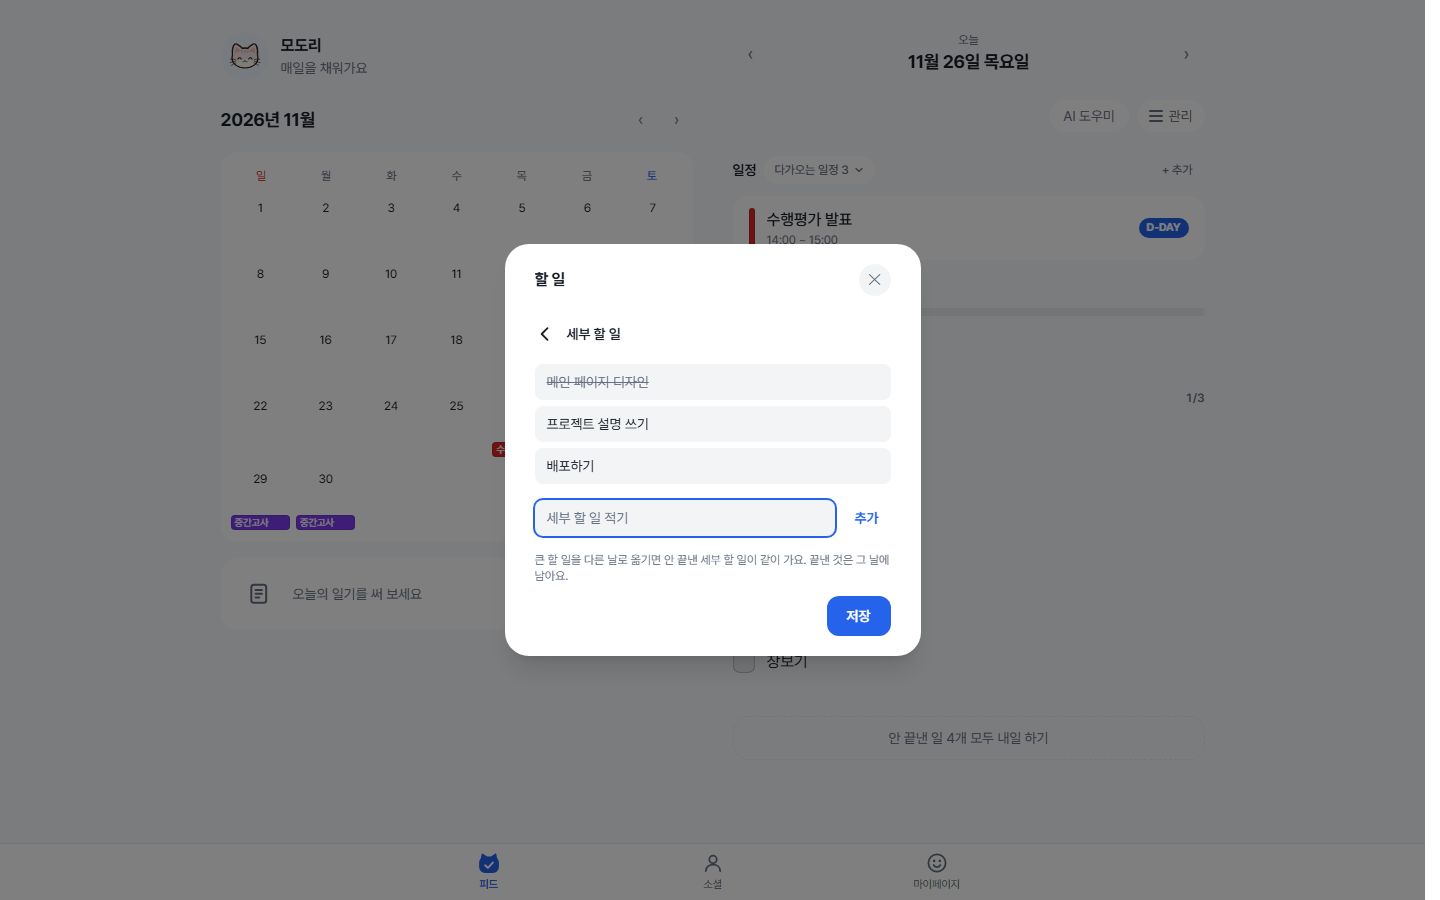 모도리
매일을 채워가요
오늘
11월 26일 목요일
2026년 11월
AI 도우미
관리
일 월 화 수 목 금 토
1 2 3 4 5 6 7
8 9 10 11
15 16 17 18
22 23 24 25
29 30
중간고사 중간고사
오늘의 일기를 써 보세요
일정
다가오는 일정 3
+ 추가
수행평가 발표
14:00 – 15:00
D-DAY
1/3
할 일
세부 할 일
메인 페이지 디자인
프로젝트 설명 쓰기
배포하기
세부 할 일 적기
추가
큰 할 일을 다른 날로 옮기면 안 끝낸 세부 할 일이 같이 가요. 끝낸 것은 그 날에
남아요.
저장
장보기
안 끝낸 일 4개 모두 내일 하기
피드
소셜
마이페이지